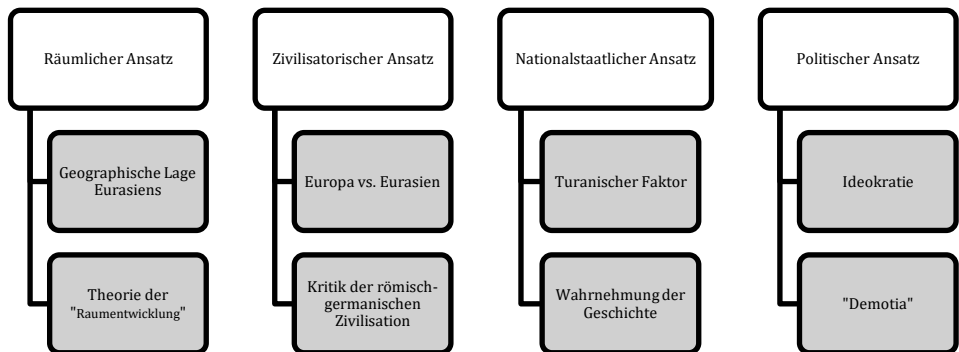 Räumlicher Ansatz
Geographische Lage
Eurasiens
Theorie der
"Raumentwicklung"
Zivilisatorischer Ansatz
Europa vs. Eurasien
Kritik der römisch-
germanischen
Zivilisation
Nationalstaatlicher Ansatz
Turanischer Faktor
Wahrnehmung der
Geschichte
Politischer Ansatz
Ideokratie
"Demotia"